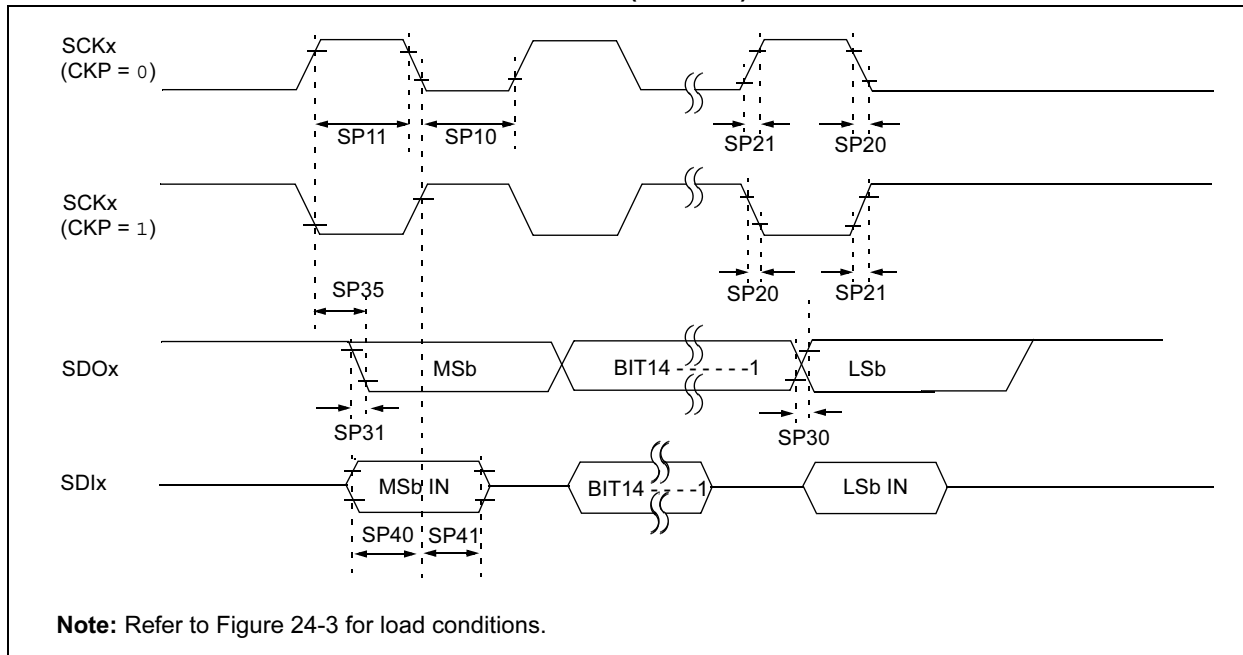 SCKx
(CKP = 0)
SP11
SP10
SP21
SP20
SCKx
(CKP = 1)
SP35
SP20
SP21
SDOx
MSb
BIT14 - - - - - -1
LSb
SP31
SP30
SDIx
MSb IN
BIT14 - - - -1
LSb IN
SP40
SP41
Note: Refer to Figure 24-3 for load conditions.